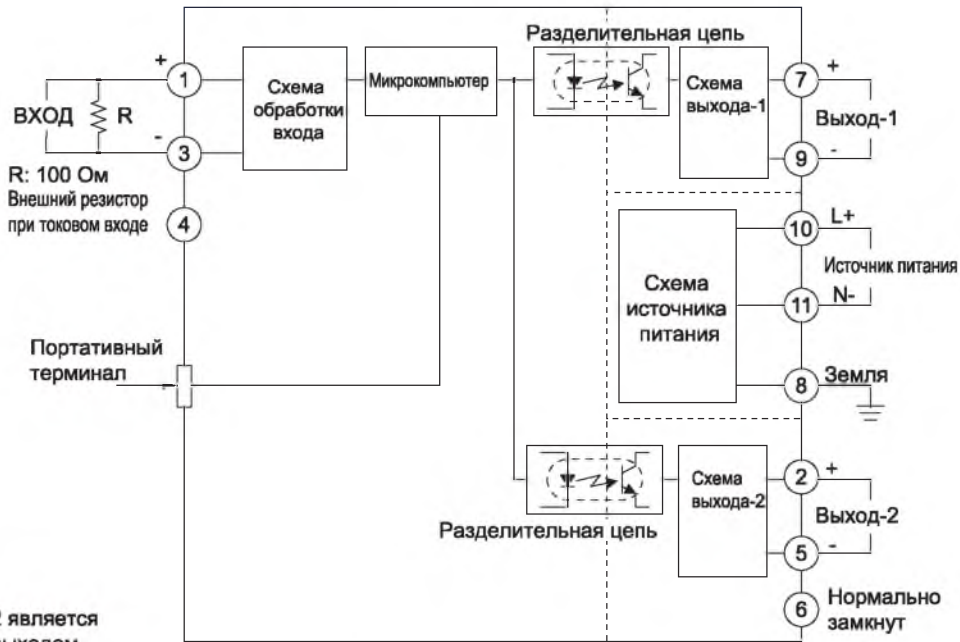 Разделительная цепь
+
1
Схема
обработки
входа
Микрокомпьютер
Схема
выхода-1
7
+
ВХОД
R
Выход-1
-
3
9
-
R: 100 Ом
Внешний резистор
при токовом входе
4
10
L+
Схема
источника
питания
Источник питания
11
N-
Портативный
терминал
8
Земля
Схема
выхода-2
2
+
Разделительная цепь
Выход-2
5
-
является
6
Нормально
замкнут